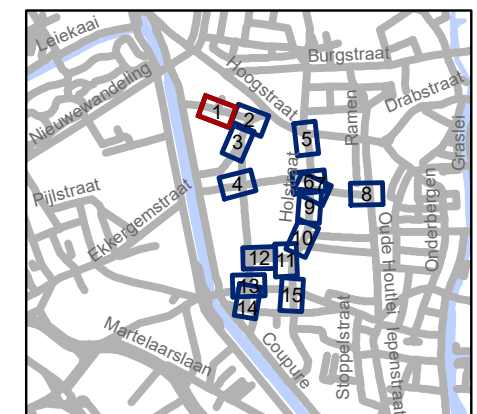 Leiekaai
Burgstraat
Hoogstraat
Nieuwewandeling
Drabstraat
Ramen
Graslei
1
2
3
5
Pijlstraat
Ekkergemstraat
4
Holstraat
6
7
8
9
Onderbergen
10
Oude Houtlei
12
11
13
14
15
Martelaarslaan
Coupure
Stoppelstraat
Iepenstraat